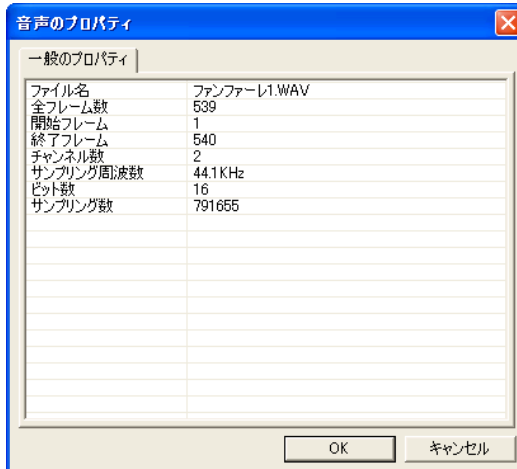 音声のプロパティ
一般のプロパティ
ファイル名 ファンファーレ1.WAV
全フレーム数 539
開始フレーム 1
終了フレーム 540
チャンネル数 2
サンプリング周波数 44.1KHz
ビット数 16
サンプリング数 791655
OK キャンセル